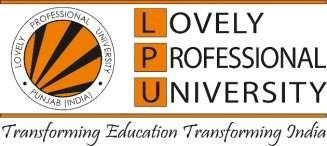 LOVELY PROFESSIONAL UNIVERSITY
PUNJAB (INDIA)
LOVELY
PROFESSIONAL
UNIVERSITY
Transforming Education Transforming India